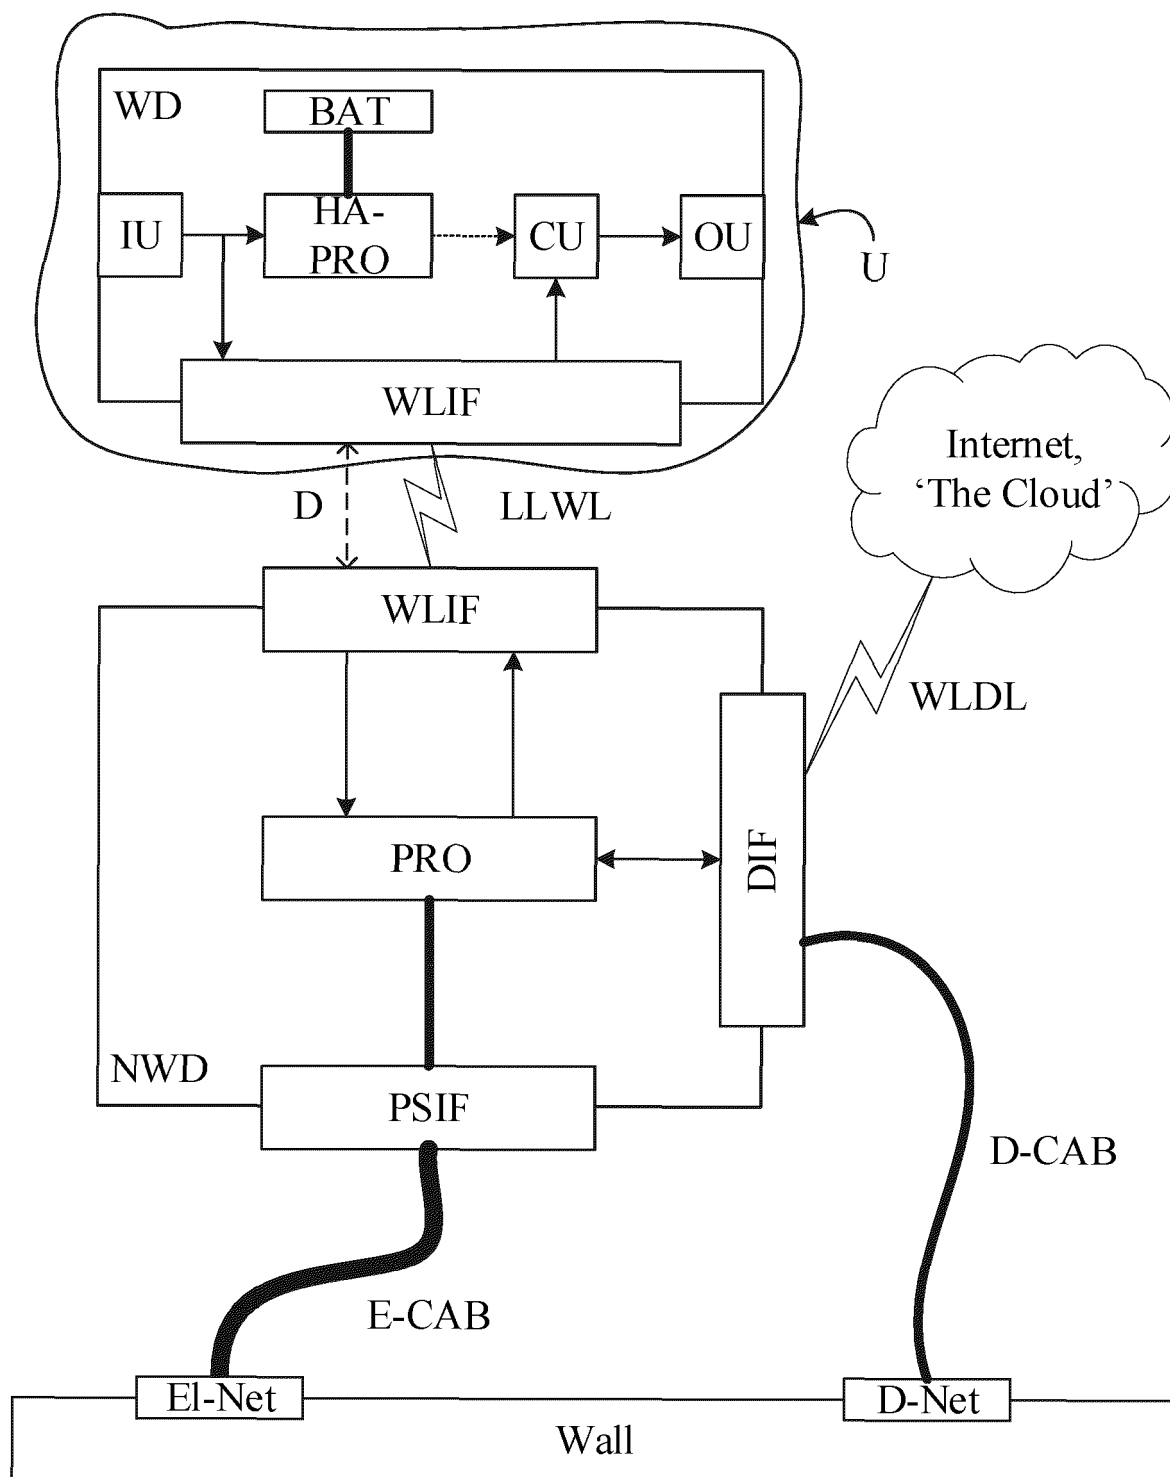 WD
BAT
IU
HA-
PRO
CU
OU
U
WLIF
Internet,
‘The Cloud’
D
LLWL
WLIF
WLDL
PRO
DIF
NWD
PSIF
D-CAB
E-CAB
El-Net
D-Net
Wall